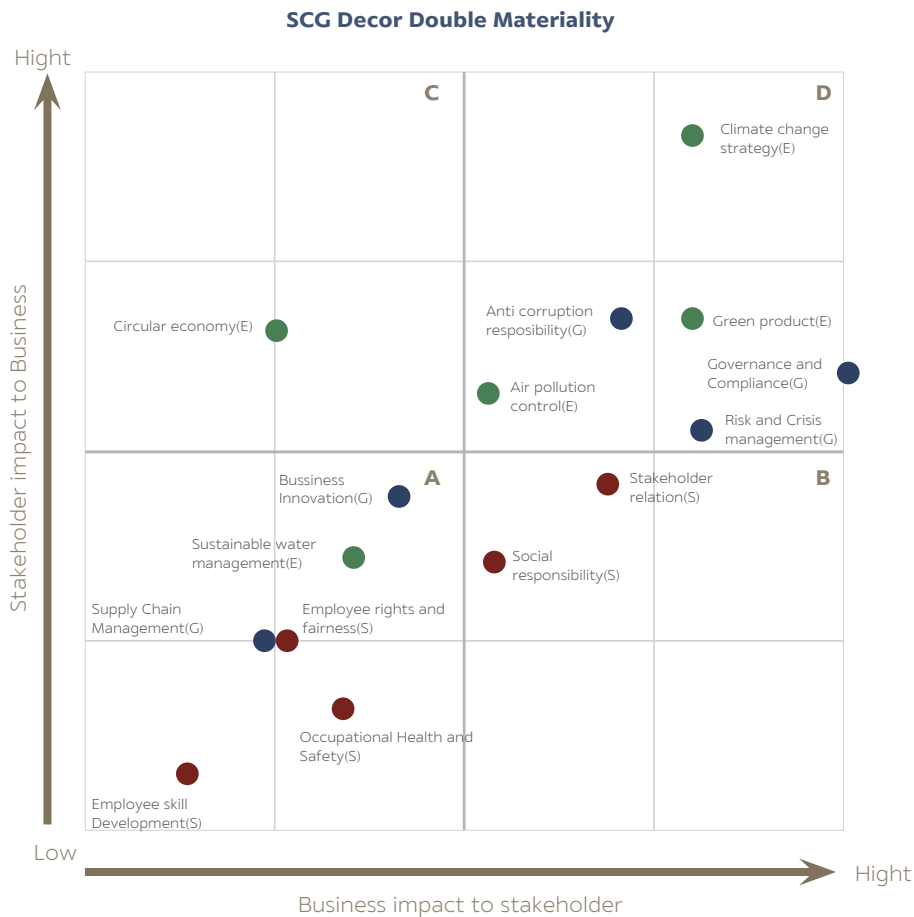 SCG Decor Double Materiality
Hight
C
D
Climate change
strategy(E)
Circular economy(E)
Anti corruption
resposibility(G)
Green product(E)
Governance and
Compliance(G)
Air pollution
control(E)
Risk and Crisis
management(G)
Stakeholder impact to Business
A
B
Bussiness
Innovation(G)
Stakeholder
relation(S)
Sustainable water
management(E)
Social
responsibility(S)
Supply Chain
Management(G)
Employee rights and
fairness(S)
Occupational Health and
Safety(S)
Employee skill
Development(S)
Low
Hight
Business impact to stakeholder